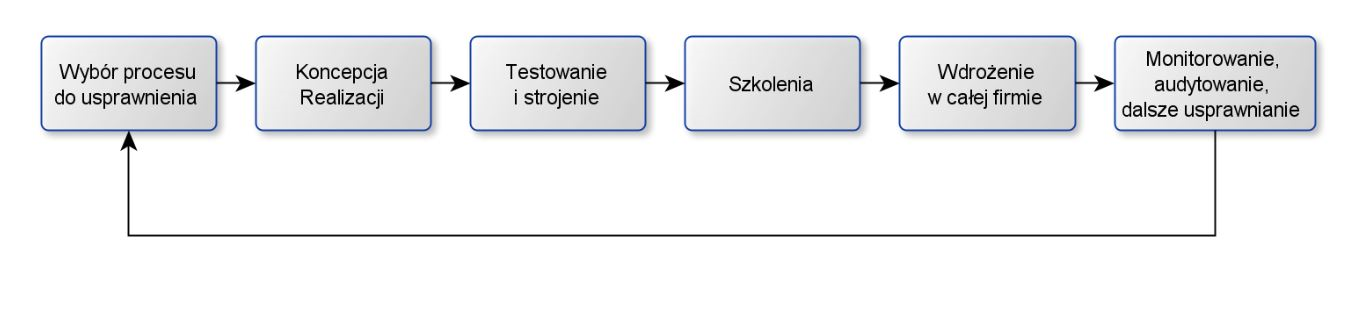 Wybór procesu
do usprawnienia
Koncepcja
Realizacji
Testowanie
i strojenie
Szkolenia
Wdrożenie
w całej firmie
Monitorowanie,
audytowanie,
dalsze usprawnianie